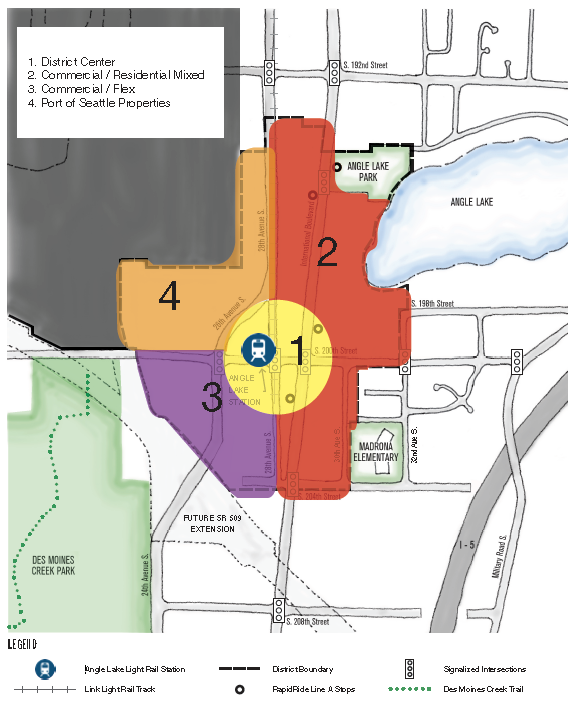 1. District Center
2. Commercial / Residential Mixed
3. Commercial / Flex
4. Port of Seattle Properties
S. 192nd Street
ANGLE LAKE
PARK
ANGLE LAKE
28th Avenue S.
International Boulevard
2
4
26th Avenue S.
S. 198th Street
1
S. 200th Street
3
ANGLE
LAKE
STATION
28th Avenue S.
MADRONA
ELEMENTARY
32nd Ave S.
S. 204th Street
FUTURE SR 509
EXTENSION
I - 5
Military Road S.
DES MOINES
CREEK PARK
24th Avenue S.
S. 208th Street
LEGEND
Angle Lake Light Rail Station
District Boundary
Signalized Intersections
Link Light Rail Track
RapidRide Line A Stops
Des Moines Creek Trail